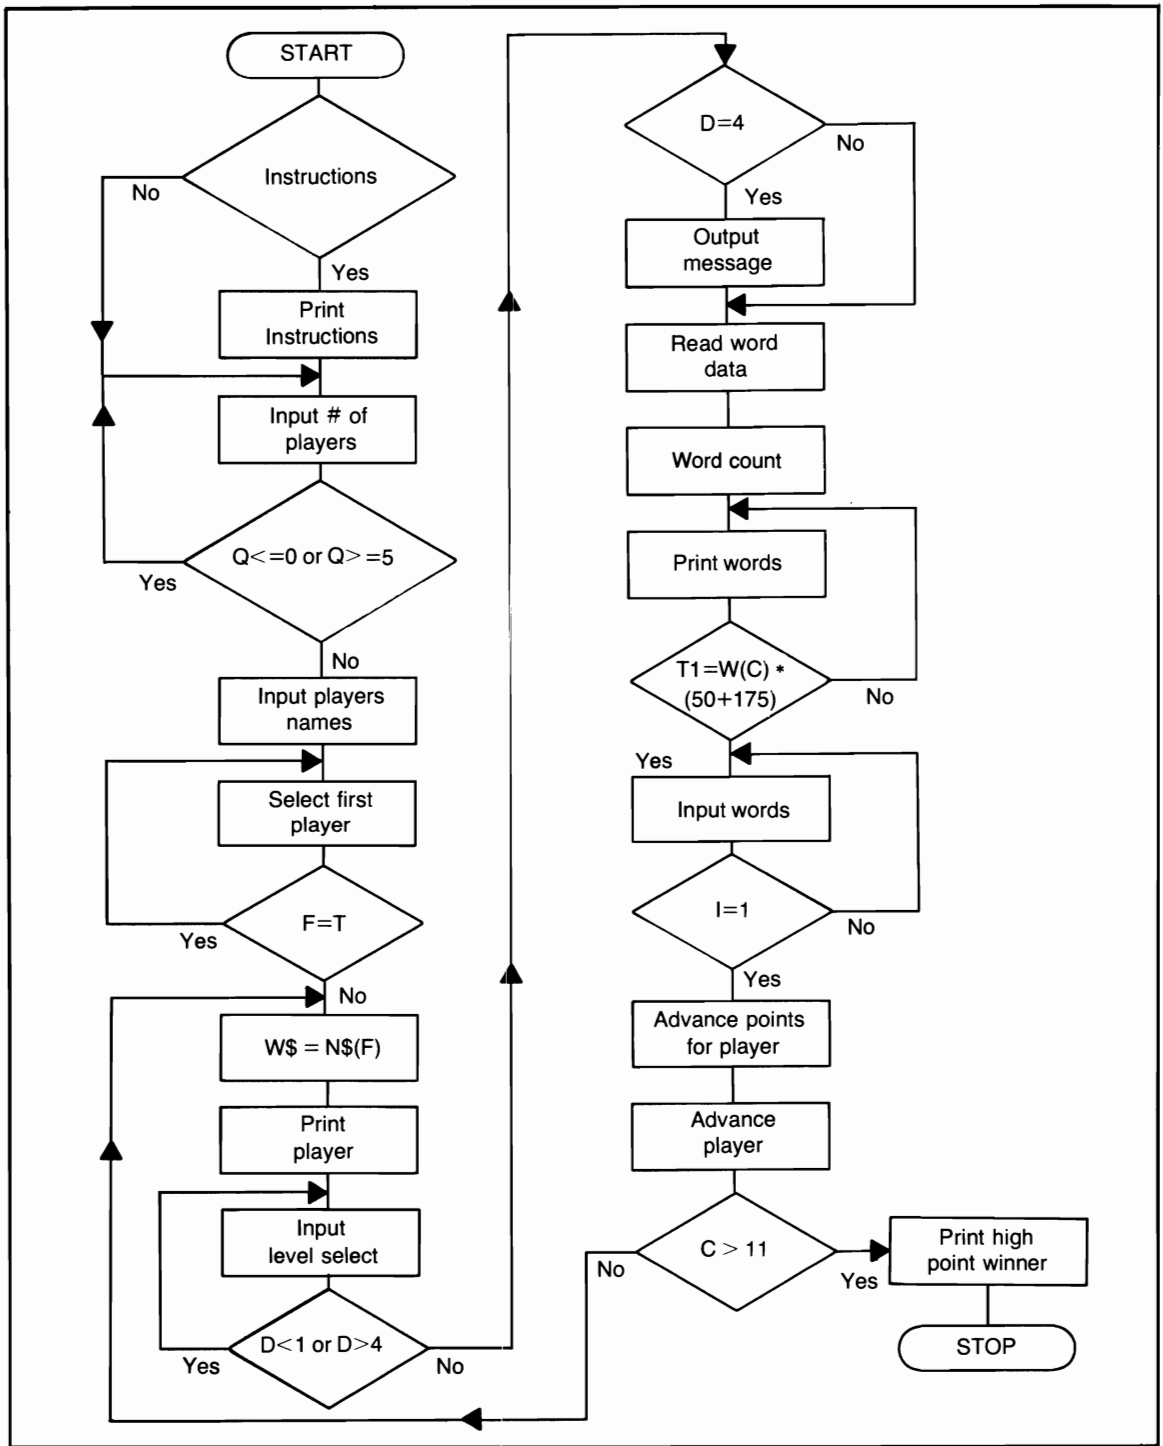 START
Instructions
No
Yes
Print
Instructions
Input # of
players
Q<=0 or Q>=5
Yes
No
Input players
names
Select first
player
F=T
Yes
No
W$ = N$(F)
Print
player
Input
level select
D<1 or D>4
Yes
No
D=4
No
Yes
Output
message
Read word
data
Word count
Print words
T1=W(C) *
(50+175)
No
Yes
Input words
I=1
No
Yes
Advance points
for player
Advance
player
C > 11
No
Yes
Print high
point winner
STOP